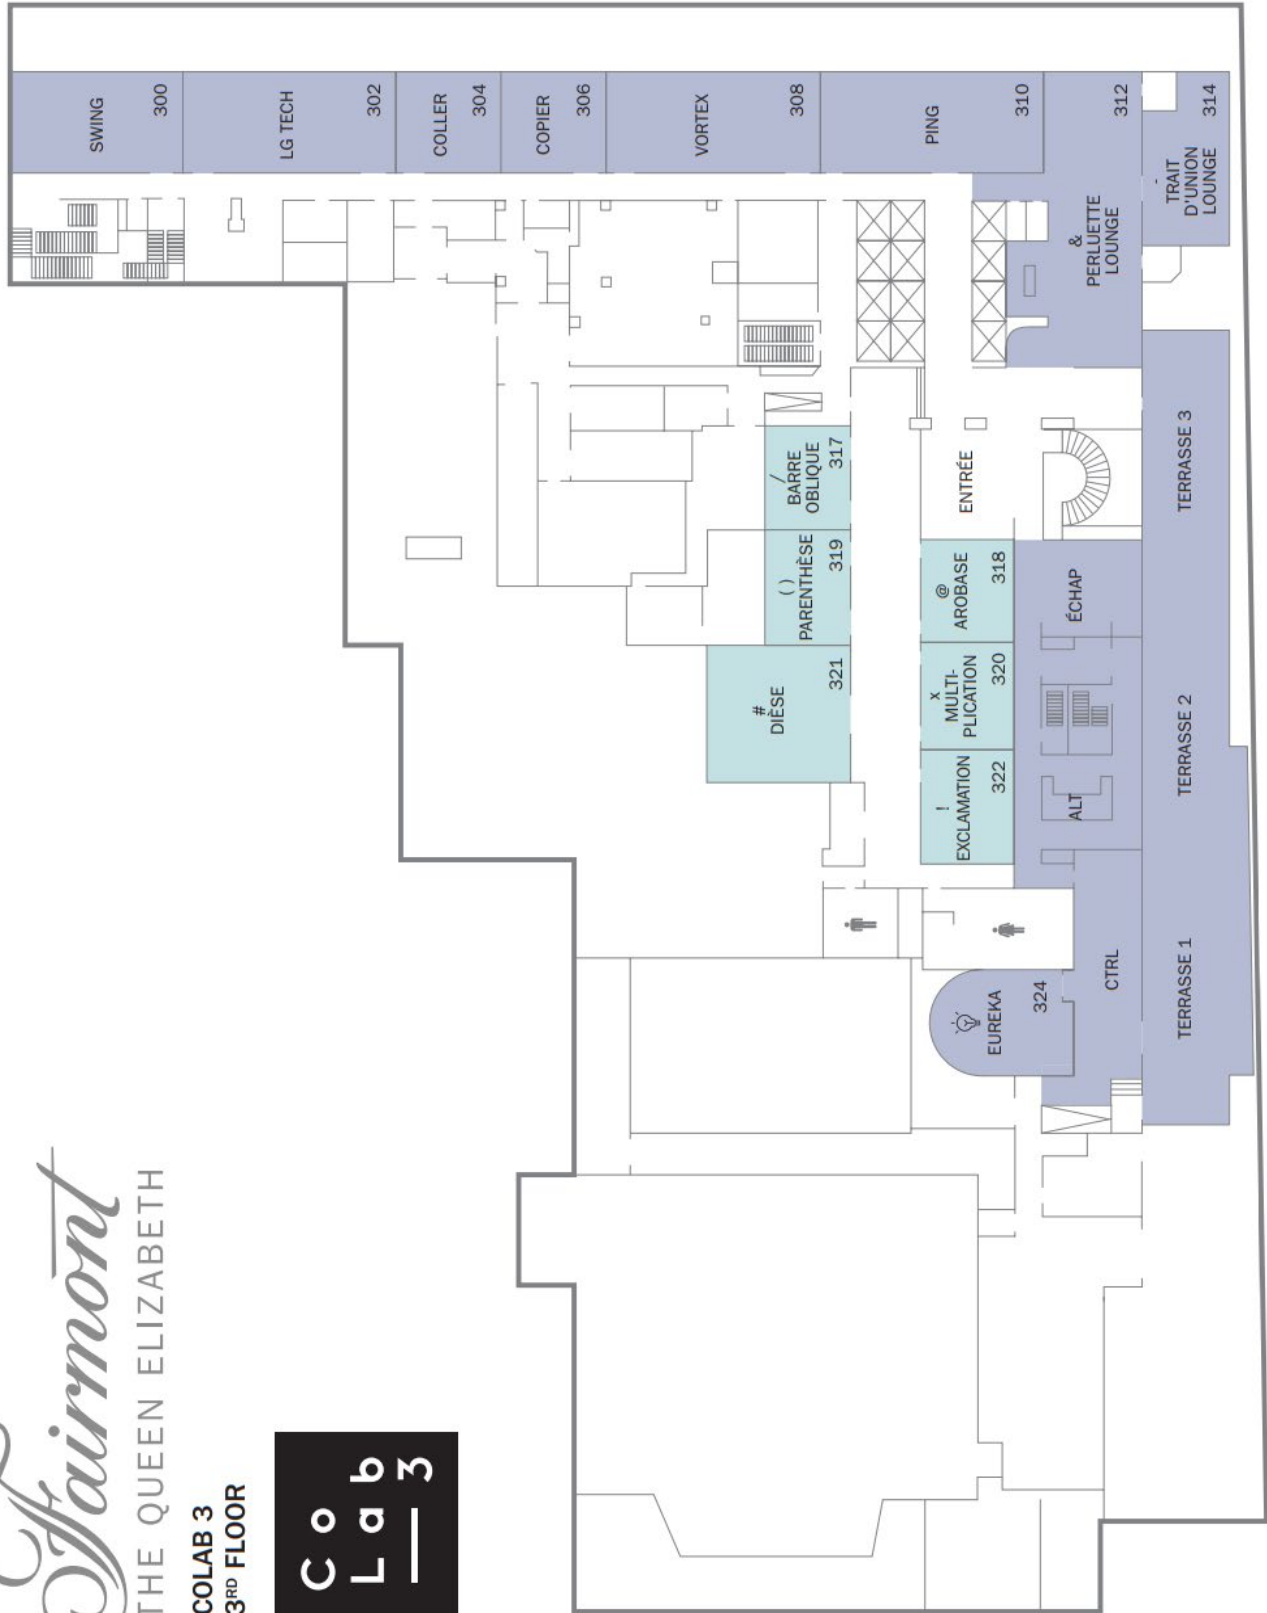 Fairmont
THE QUEEN ELIZABETH
COLAB 3
3RD FLOOR
Co
Lab
3
SWING
300
LG TECH
302
COLLER
304
COPIER
306
VORTEX
308
PING
310
&
PERLUETTE
LOUNGE
312
-
TRAIT
D'UNION
LOUNGE
314
/
BARRE
OBLIQUE
317
( )
PARENTHÈSE
319
#
DIÈSE
321
ENTRÉE
@
AROBASE
318
x
MULTI-
PLICATION
320
!
EXCLAMATION
322
ÉCHAP
ALT
CTRL
EUREKA
324
TERRASSE 3
TERRASSE 2
TERRASSE 1